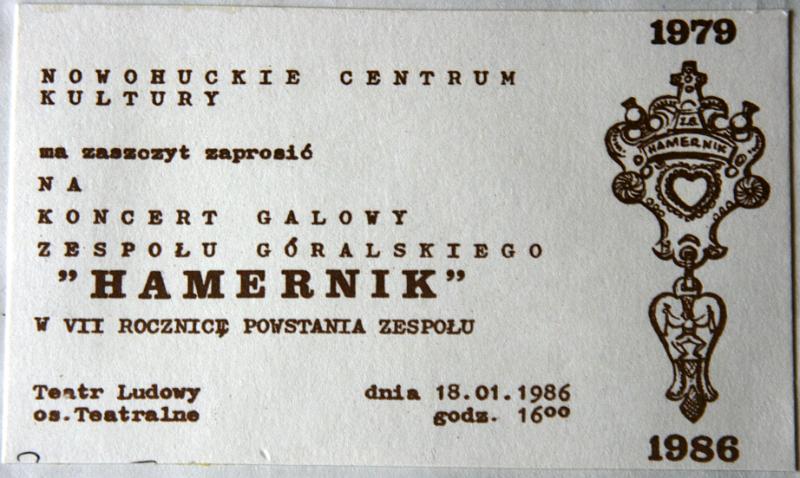 1979
NOWOHUCKIE CENTRUM
KULTURY
ma zaszczyt zaprosić
NA
KONCERT GALOWY
ZESPOŁU GÓRALSKIEGO
"HAMERNIK"
W VII ROCZNICĘ POWSTANIA ZESPOŁU
Teatr Ludowy
os.Teatralne
dnia 18.01.1986
godz. 16⁰⁰
HAMERNIK
1986